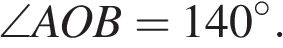 ∠AOB = 140°.